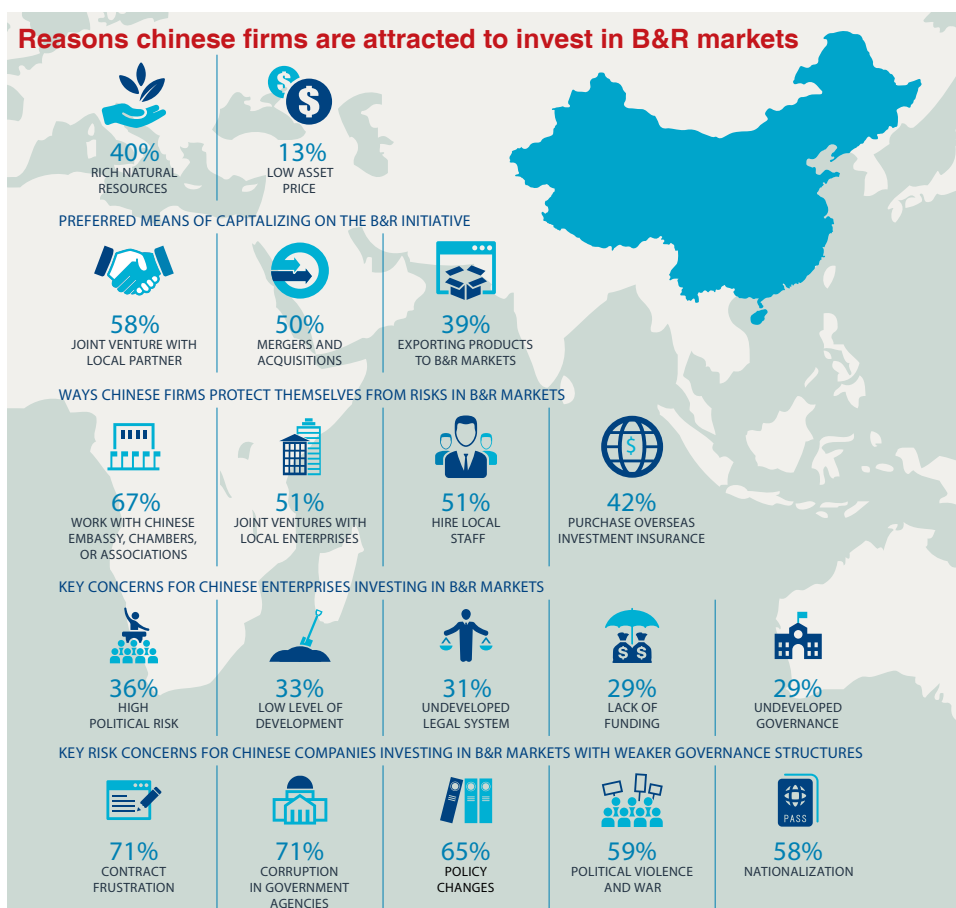 Reasons chinese firms are attracted to invest in B&R markets
$
$
40%
RICH NATURAL
RESOURCES
13%
LOW ASSET
PRICE
PREFERRED MEANS OF CAPITALIZING ON THE B&R INITIATIVE
58%
JOINT VENTURE WITH
LOCAL PARTNER
50%
MERGERS AND
ACQUISITIONS
39%
EXPORTING PRODUCTS
TO B&R MARKETS
WAYS CHINESE FIRMS PROTECT THEMSELVES FROM RISKS IN B&R MARKETS
$
67%
WORK WITH CHINESE
EMBASSY, CHAMBERS,
OR ASSOCIATIONS
51%
JOINT VENTURES WITH
LOCAL ENTERPRISES
51%
HIRE LOCAL
STAFF
42%
PURCHASE OVERSEAS
INVESTMENT INSURANCE
KEY CONCERNS FOR CHINESE ENTERPRISES INVESTING IN B&R MARKETS
$ $
36%
HIGH
POLITICAL RISK
33%
LOW LEVEL OF
DEVELOPMENT
31%
UNDEVELOPED
LEGAL SYSTEM
29%
LACK OF
FUNDING
29%
UNDEVELOPED
GOVERNANCE
KEY RISK CONCERNS FOR CHINESE COMPANIES INVESTING IN B&R MARKETS WITH WEAKER GOVERNANCE STRUCTURES
PASS
71%
CONTRACT
FRUSTRATION
71%
CORRUPTION
IN GOVERNMENT
AGENCIES
65%
POLICY
CHANGES
59%
POLITICAL VIOLENCE
AND WAR
58%
NATIONALIZATION